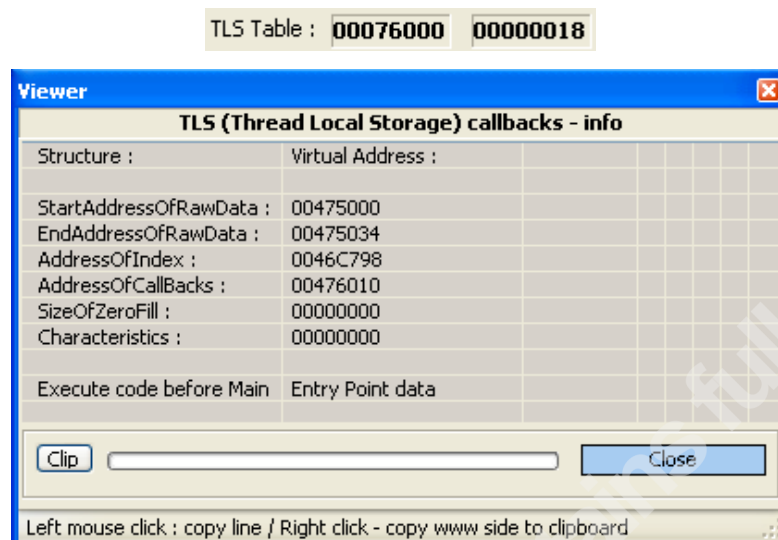 TLS Table : 00076000 00000018
Viewer
TLS (Thread Local Storage) callbacks - info
Structure : Virtual Address :
StartAddressOfRawData : 00475000
EndAddressOfRawData : 00475034
AddressOfIndex : 0046C798
AddressOfCallBacks : 00476010
SizeOfZeroFill : 00000000
Characteristics : 00000000
Execute code before Main Entry Point data
Clip Close
Left mouse click : copy line / Right click - copy www side to clipboard